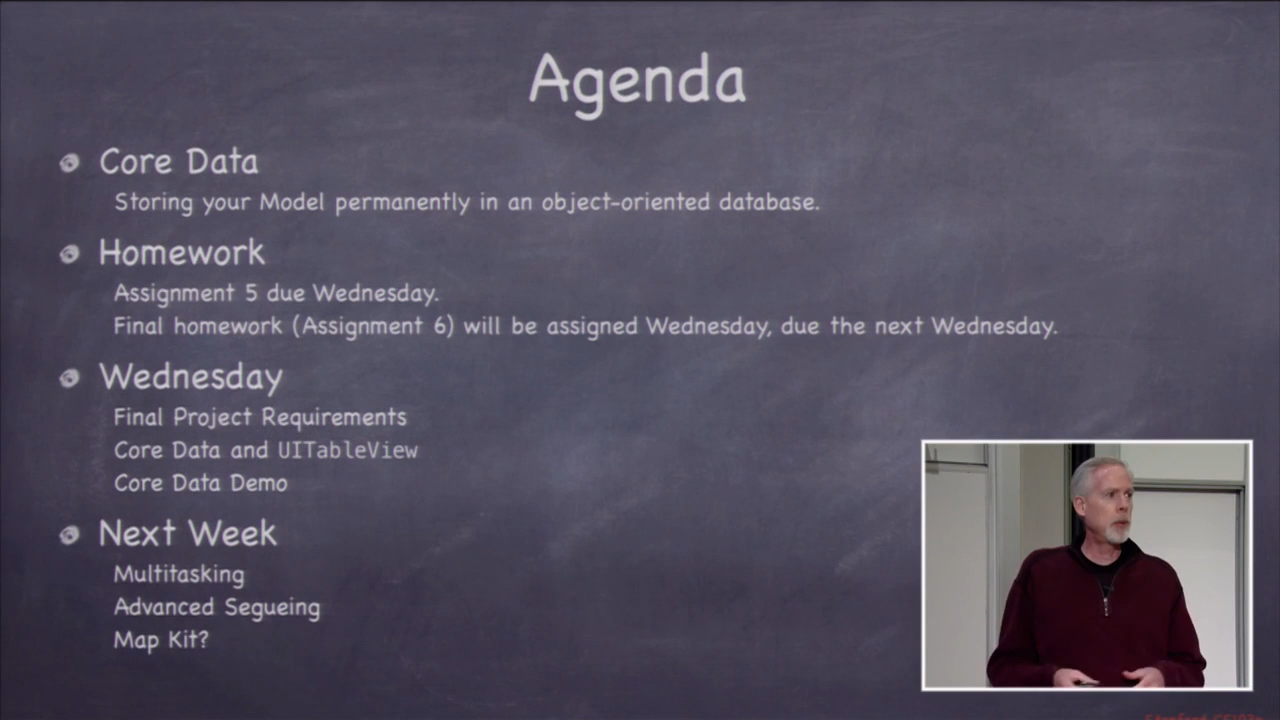 Agenda
Core Data
Storing your Model permanently in an object-oriented database.
Homework
Assignment 5 due Wednesday.
Final homework (Assignment 6) will be assigned Wednesday, due the next Wednesday.
Wednesday
Final Project Requirements
Core Data and UITableView
Core Data Demo
Next Week
Multitasking
Advanced Segueing
Map Kit?